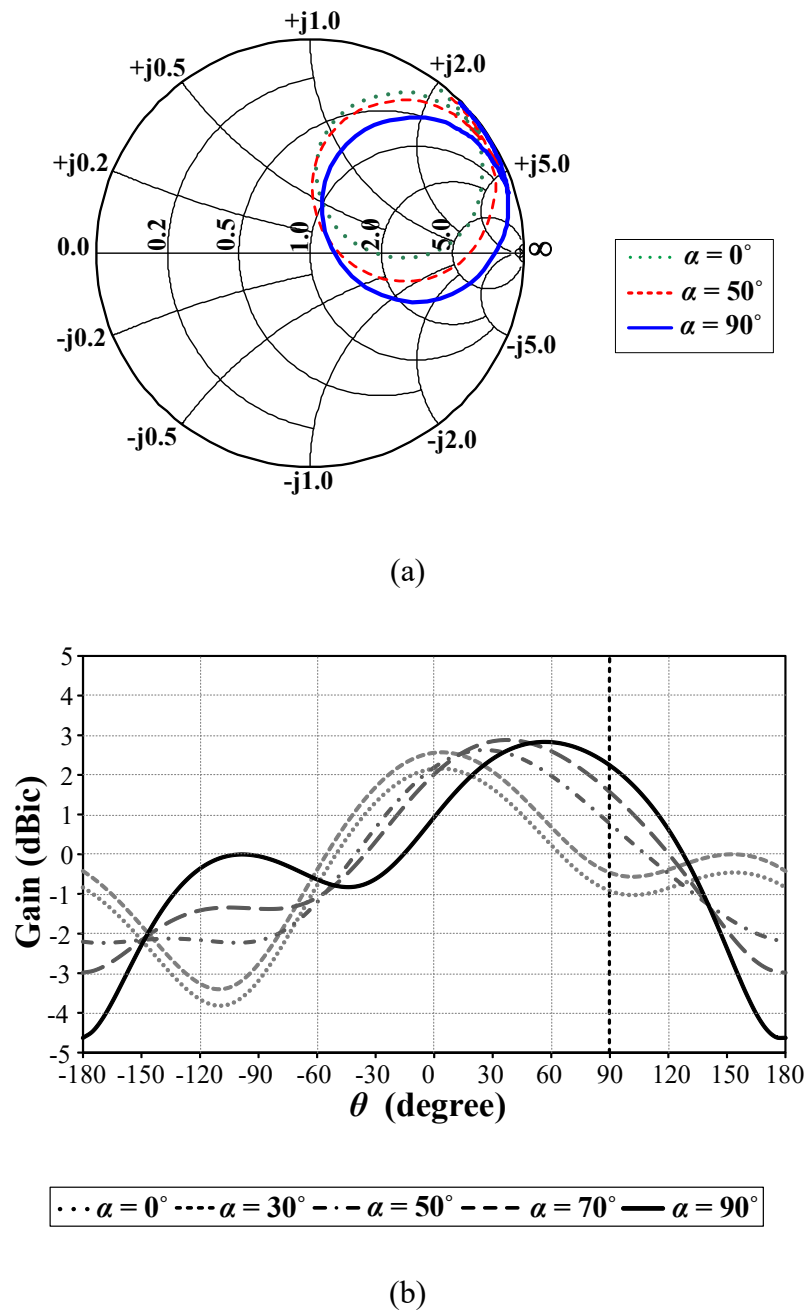 +j1.0
+j0.5
+j2.0
+j0.2
+j5.0
0.0
0.2
0.5
1.0
2.0
5.0
∞
-j0.2
-j5.0
-j0.5
-j2.0
-j1.0
α = 0°
α = 50°
α = 90°
(a)
Gain (dBic)
5
4
3
2
1
0
-1
-2
-3
-4
-5
-180 -150 -120 -90 -60 -30 0 30 60 90 120 150 180
θ (degree)
α = 0° α = 30° α = 50° α = 70° α = 90°
(b)